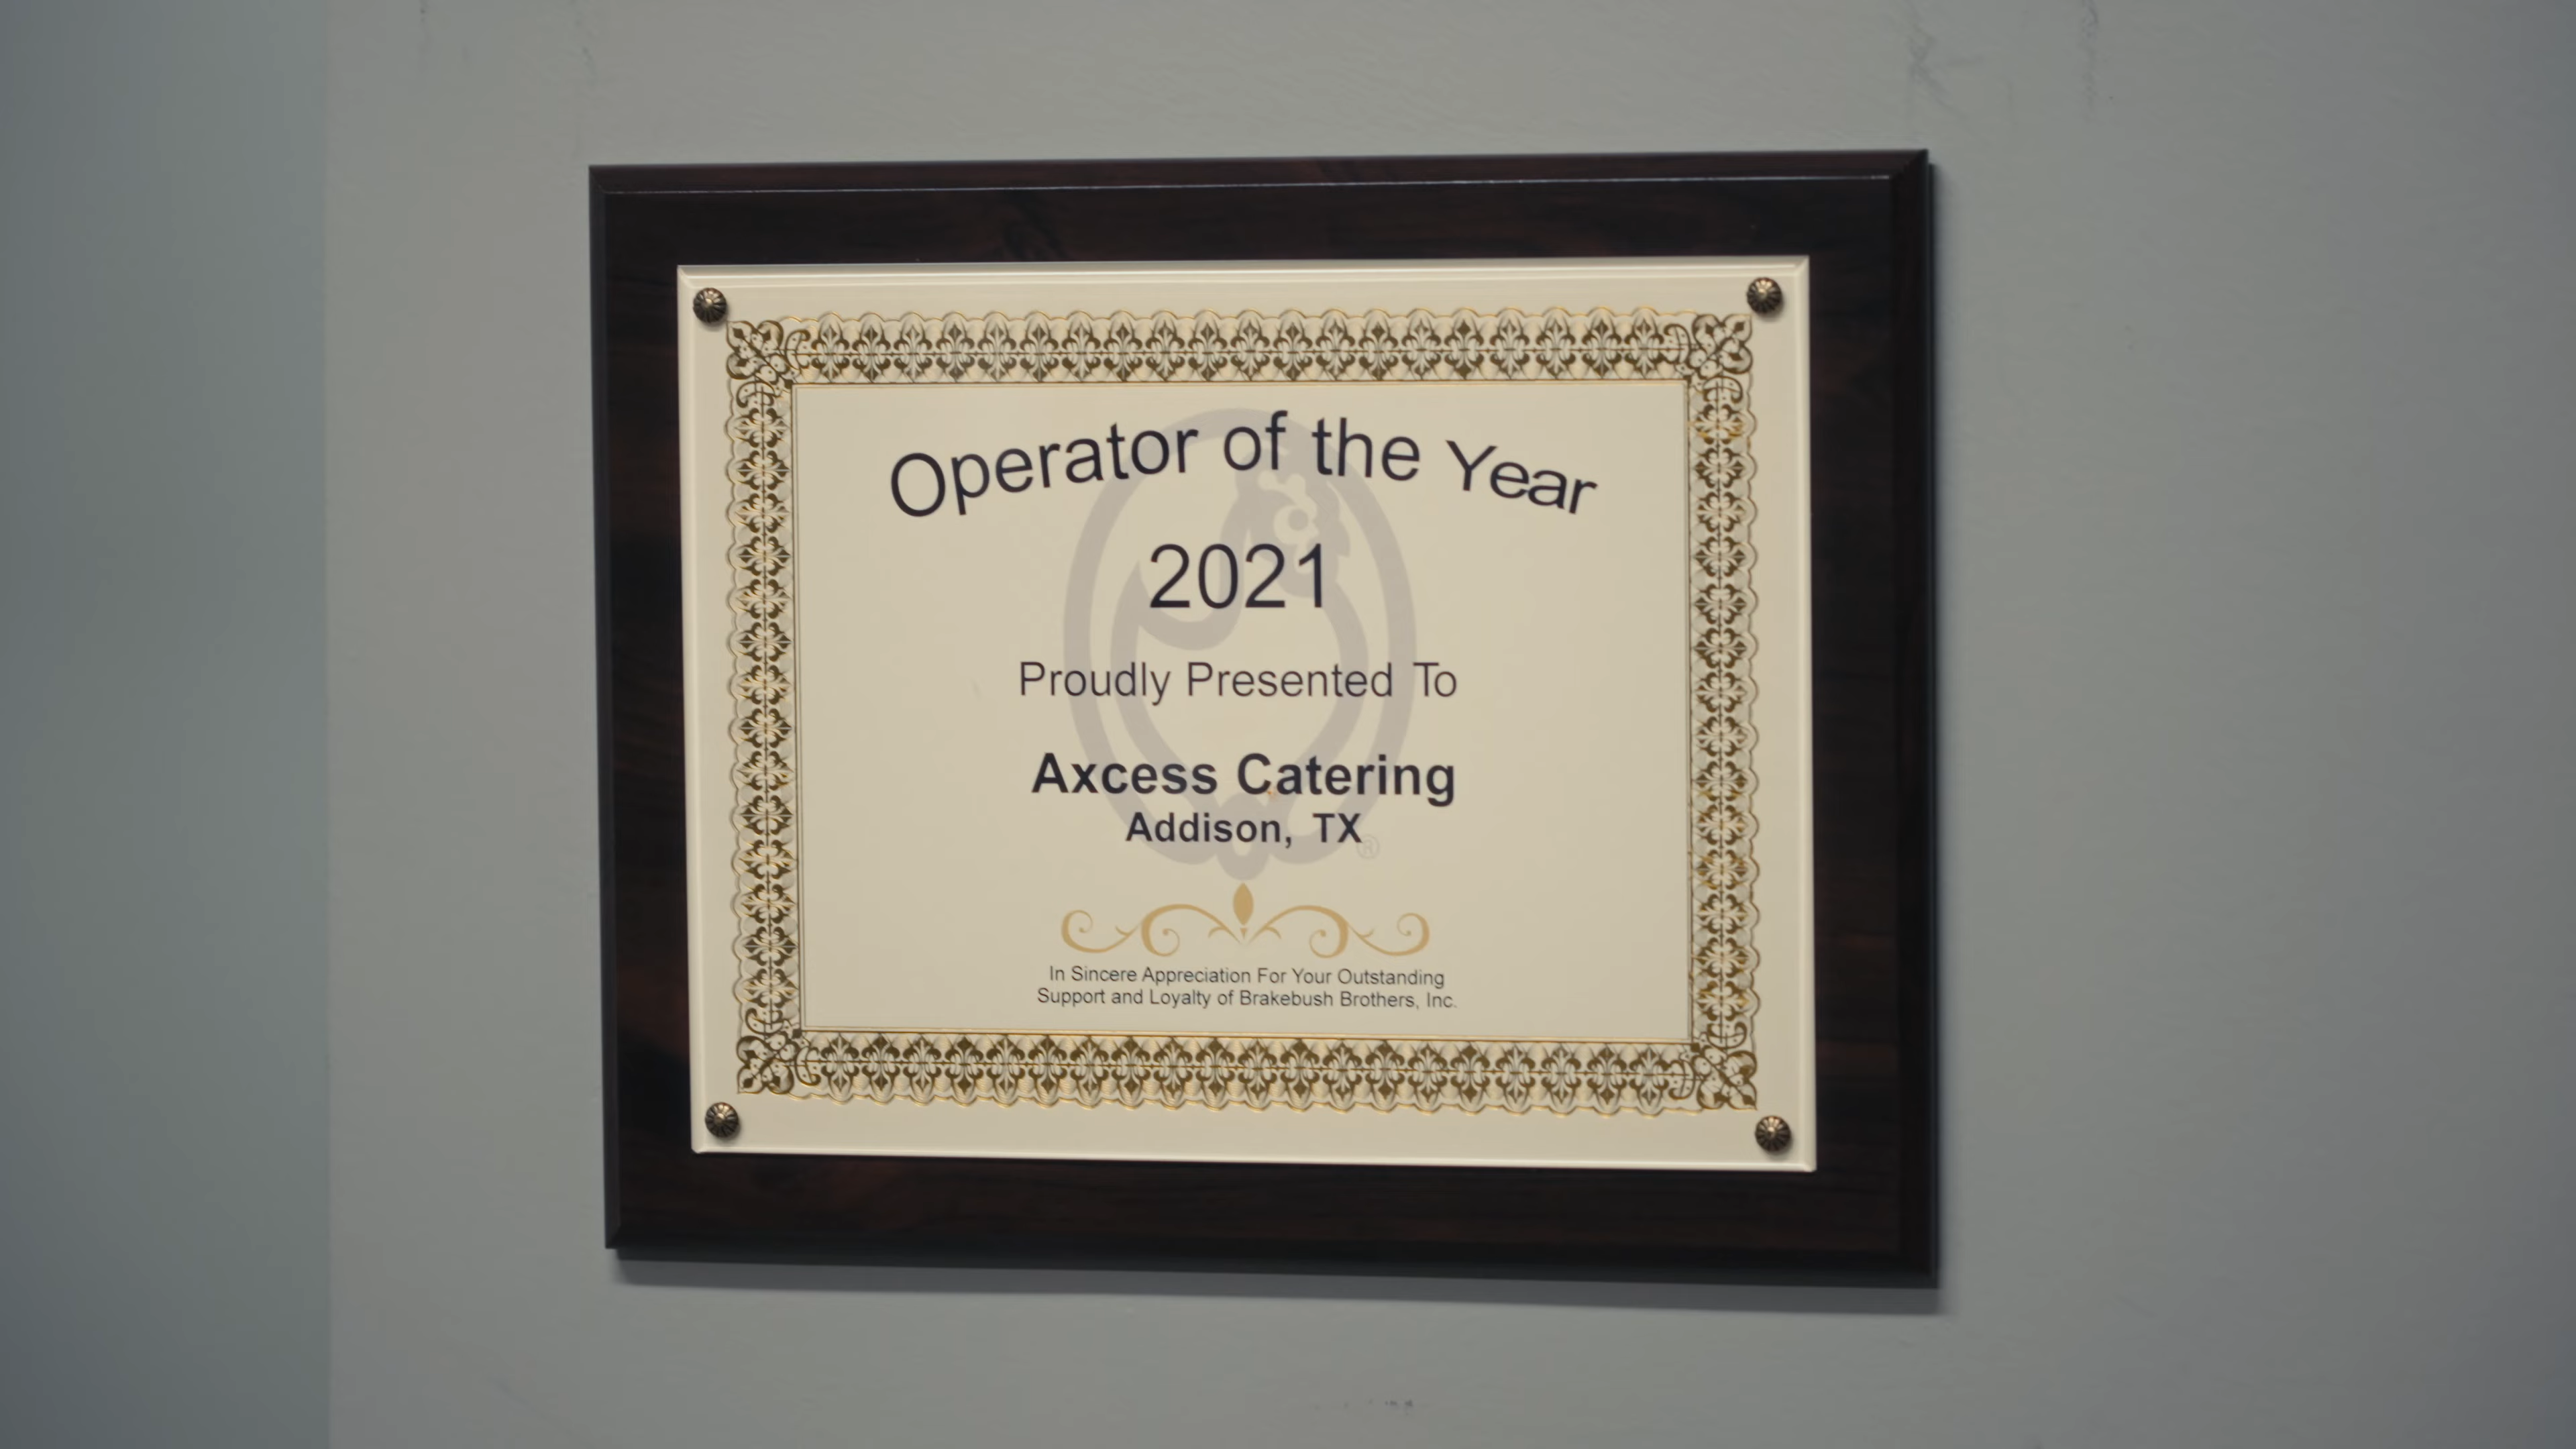 Operator of the Year
2021
Proudly Presented To
Axcess Catering
Addison, TX
®
In Sincere Appreciation For Your Outstanding
Support and Loyalty of Brakebush Brothers, Inc.